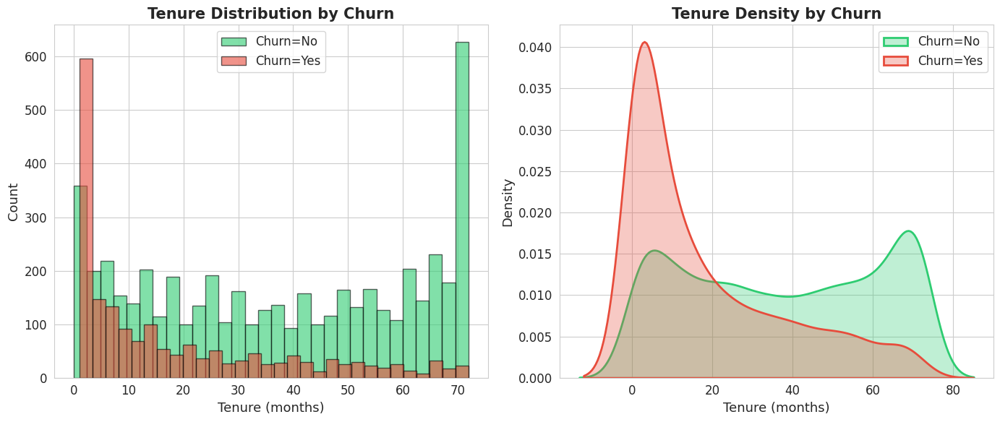 Tenure Distribution by Churn
Churn=No
Churn=Yes
Count
600
500
400
300
200
100
0
0 10 20 30 40 50 60 70
Tenure (months)
Tenure Density by Churn
Churn=No
Churn=Yes
Density
0.040
0.035
0.030
0.025
0.020
0.015
0.010
0.005
0.000
0 20 40 60 80
Tenure (months)